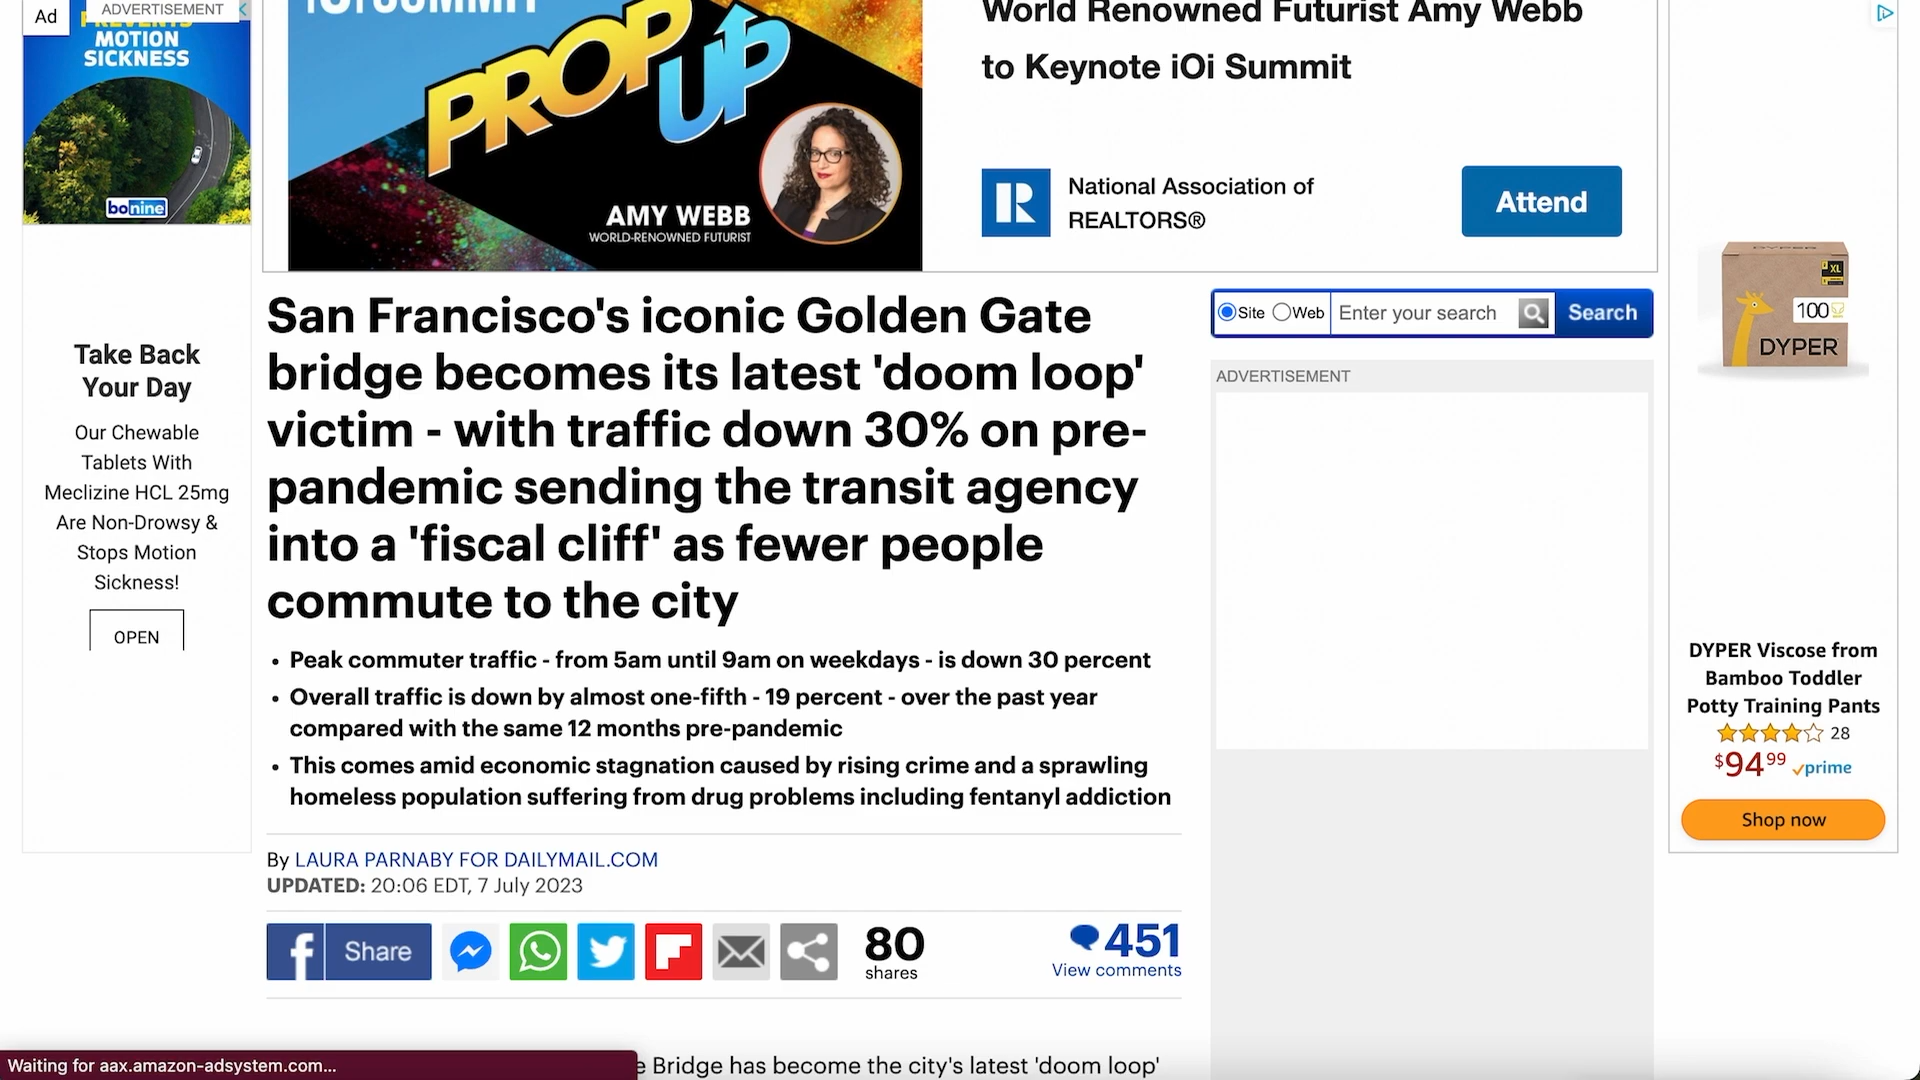 Ad
ADVERTISEMENT
PREVENTS
MOTION
SICKNESS
bonine
Take Back
Your Day
Our Chewable
Tablets With
Meclizine HCL 25mg
Are Non-Drowsy &
Stops Motion
Sickness!
OPEN
PROP
UP
AMY WEBB
WORLD-RENOWNED FUTURIST
World Renowned Futurist Amy Webb
to Keynote iOi Summit
R
National Association of
REALTORS®
Attend
San Francisco's iconic Golden Gate
bridge becomes its latest 'doom loop'
victim - with traffic down 30% on pre-
pandemic sending the transit agency
into a 'fiscal cliff' as fewer people
commute to the city
• Peak commuter traffic - from 5am until 9am on weekdays - is down 30 percent
• Overall traffic is down by almost one-fifth - 19 percent - over the past year
compared with the same 12 months pre-pandemic
• This comes amid economic stagnation caused by rising crime and a sprawling
homeless population suffering from drug problems including fentanyl addiction
By LAURA PARNABY FOR DAILYMAIL.COM
UPDATED: 20:06 EDT, 7 July 2023
f Share
80
shares
451
View comments
e Bridge has become the city's latest 'doom loop'
Site Web Enter your search Search
ADVERTISEMENT
XL
100
DYPER
DYPER Viscose from
Bamboo Toddler
Potty Training Pants
28
$94 99 prime
Shop now
Waiting for aax.amazon-adsystem.com...